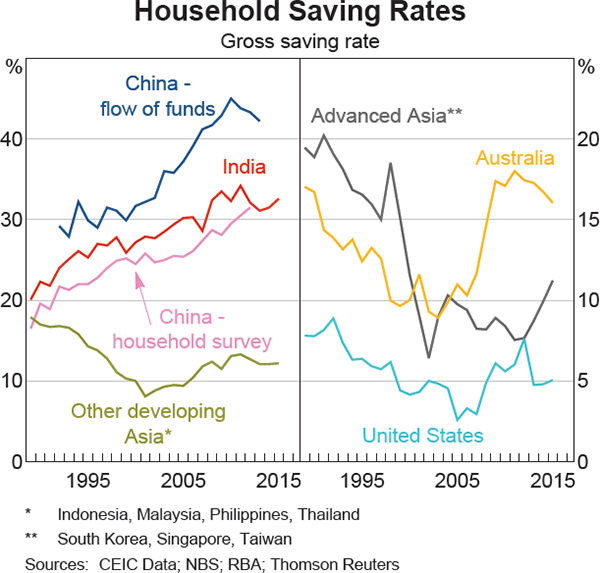 Household Saving Rates
Gross saving rate
%
%
China -
flow of funds
Advanced Asia**
40
20
India
Australia
30
15
20
10
China -
household survey
10
5
Other developing
Asia*
United States
0
0
1995
2005
2015
1995
2005
2015
* Indonesia, Malaysia, Philippines, Thailand
** South Korea, Singapore, Taiwan
Sources: CEIC Data; NBS; RBA; Thomson Reuters